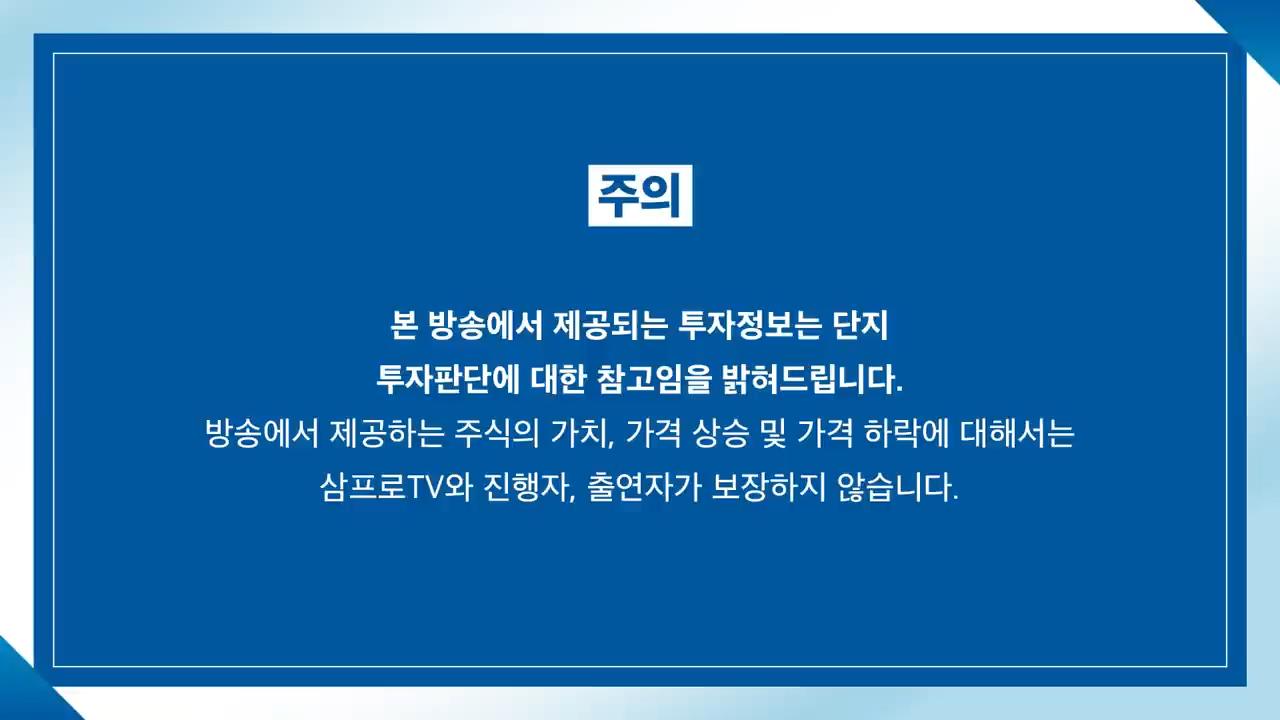 주의
본 방송에서 제공되는 투자정보는 단지
투자판단에 대한 참고임을 밝혀드립니다.
방송에서 제공하는 주식의 가치, 가격 상승 및 가격 하락에 대해서는
삼프로TV와 진행자, 출연자가 보장하지 않습니다.